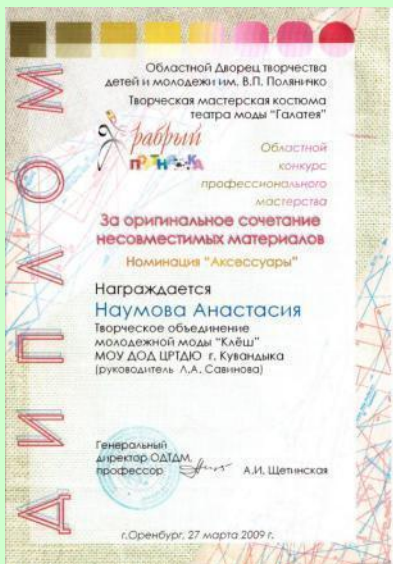 ДИПЛОМ
Областной Дворец творчества
детей и молодежи им. В.П. Поляничко
Творческая мастерская костюма
театра моды "Галатея"
Храбрый
портняжка
Областной
конкурс
профессионального
мастерства
За оригинальное сочетание
несовместимых материалов
Номинация "Аксессуары"
Награждается
Наумова Анастасия
Творческое объединение
молодежной моды "Клёш"
МОУ ДОД ЦРТДЮ г. Кувандыка
(руководитель Л.А. Савинова)
Генеральный
директор ОДТДМ,
профессор
А.И. Щетинская
г.Оренбург, 27 марта 2009 г.